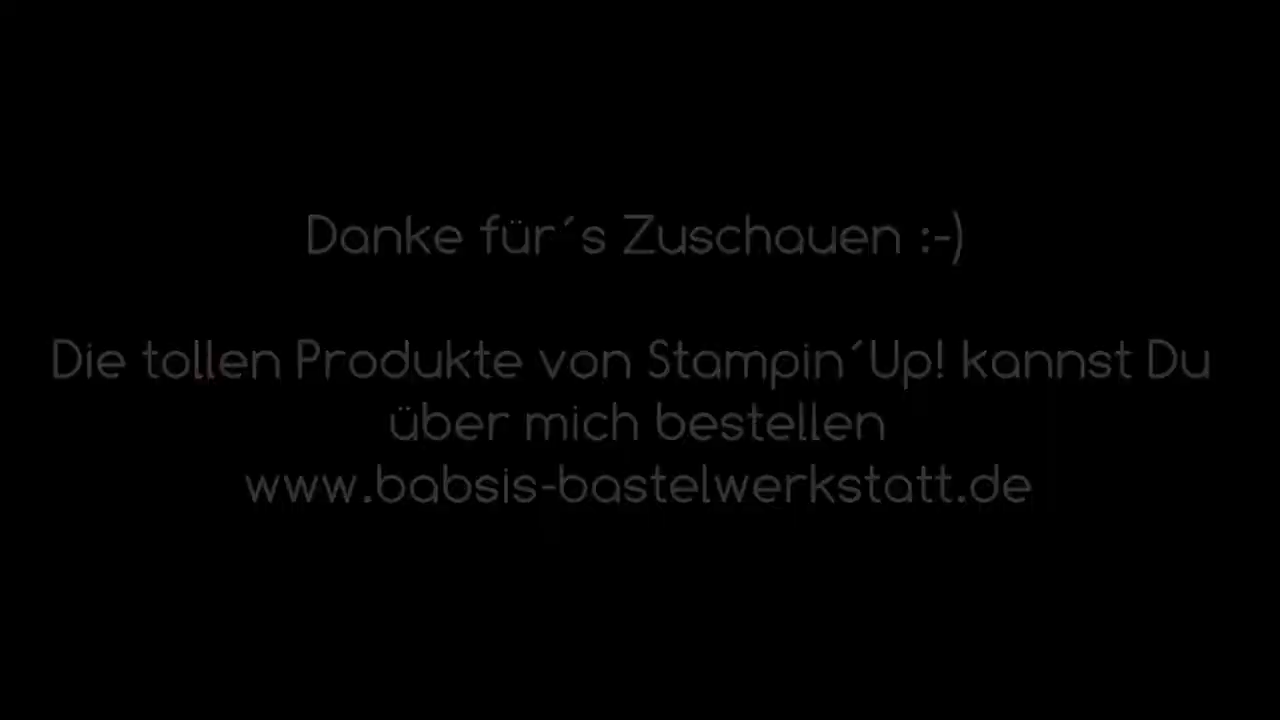 Danke für´s Zuschauen :-)
Die tollen Produkte von Stampin´Up! kannst Du
über mich bestellen
www.babsis-bastelwerkstatt.de